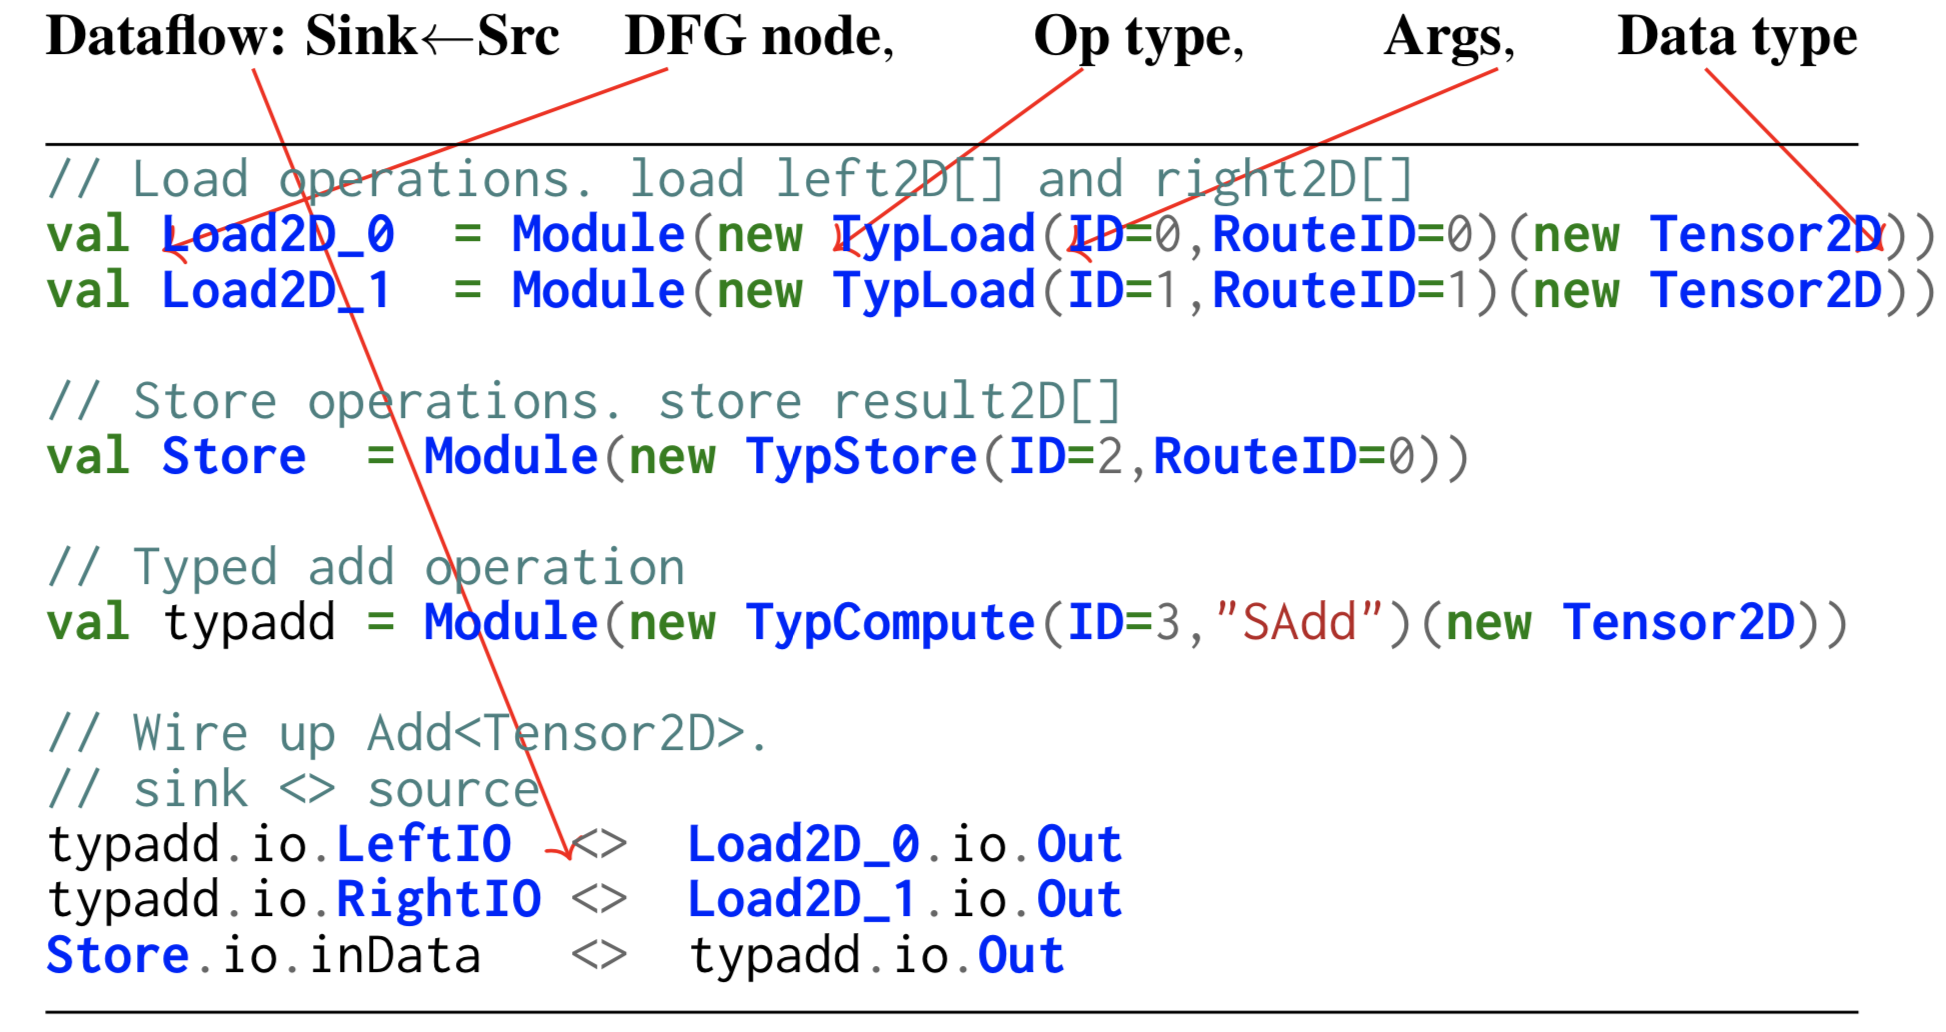 Dataflow: Sink←Src DFG node, Op type, Args, Data type
// Load operations. load left2D[] and right2D[]
val Load2D_0  = Module(new TypLoad(ID=0,RouteID=0)(new Tensor2D))
val Load2D_1  = Module(new TypLoad(ID=1,RouteID=1)(new Tensor2D))
// Store operations. store result2D[]
val Store  = Module(new TypStore(ID=2,RouteID=0))
// Typed add operation
val typadd = Module(new TypCompute(ID=3,"SAdd")(new Tensor2D))
// Wire up Add<Tensor2D>.
// sink <> source
typadd.io.LeftIO  <>  Load2D_0.io.Out
typadd.io.RightIO <>  Load2D_1.io.Out
Store.io.inData   <>  typadd.io.Out